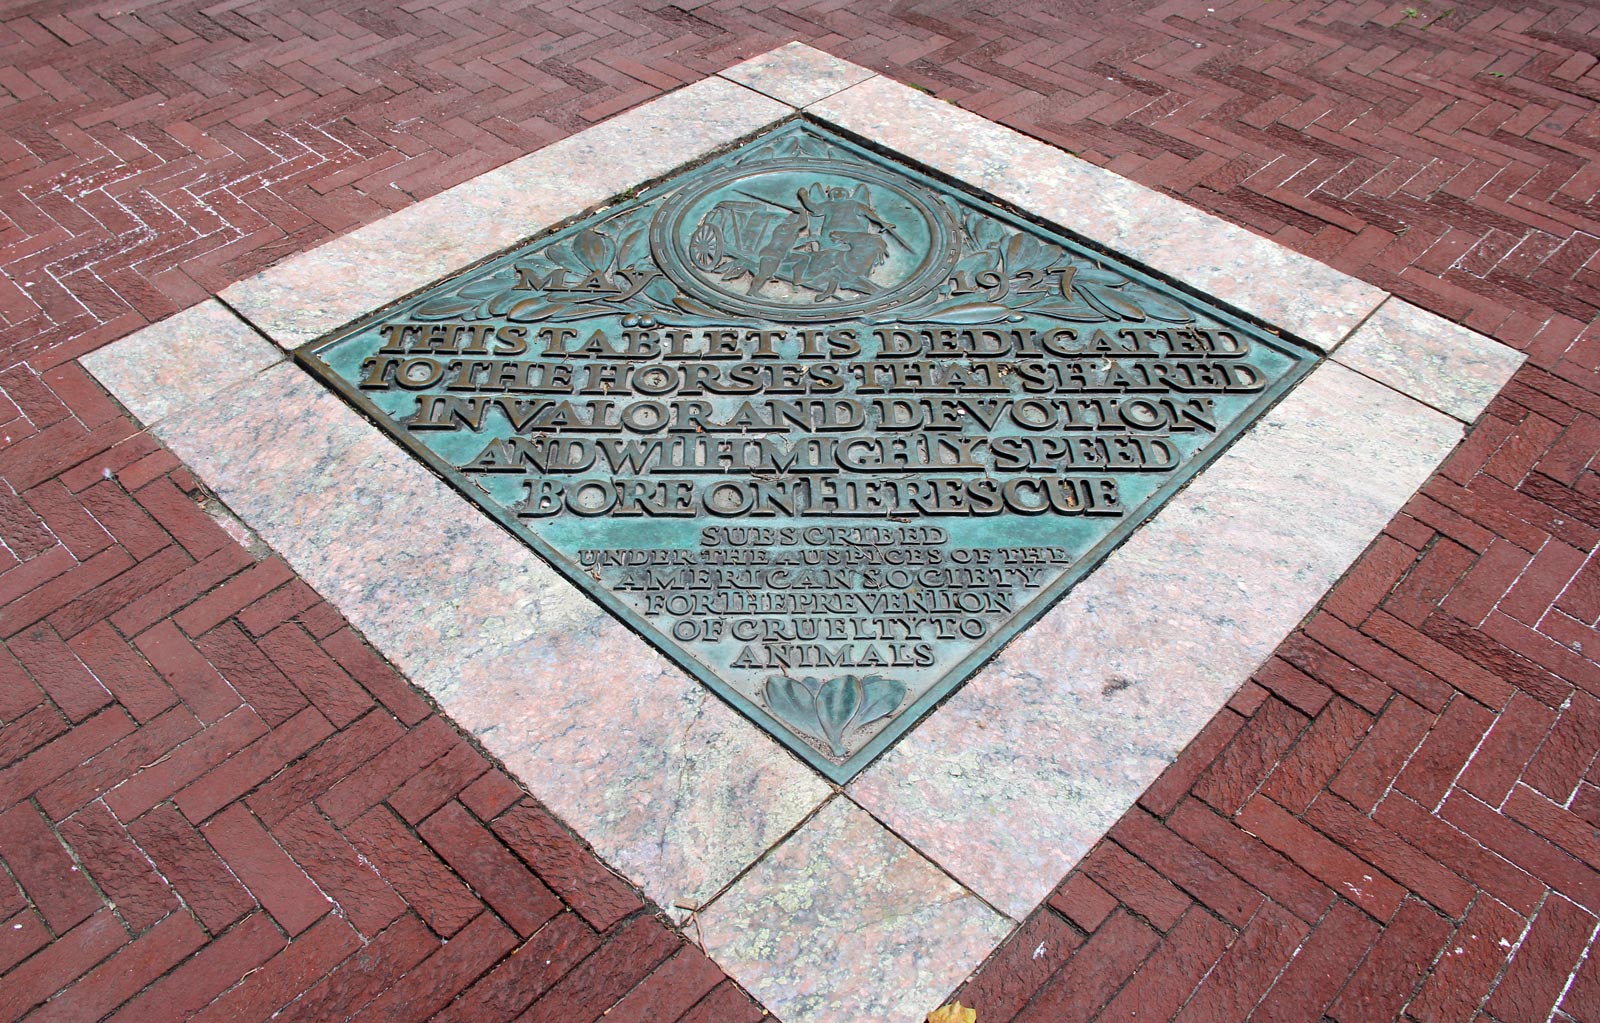 MAY 1927
THIS TABLET IS DEDICATED
TO THE HORSES THAT SHARED
IN VALOR AND DEVOTION
AND WITH MIGHTY SPEED
BORE ON THE RESCUE
SUBSCRIBED
UNDER THE AUSPICES OF THE
AMERICAN SOCIETY
FOR THE PREVENTION
OF CRUELTY TO
ANIMALS